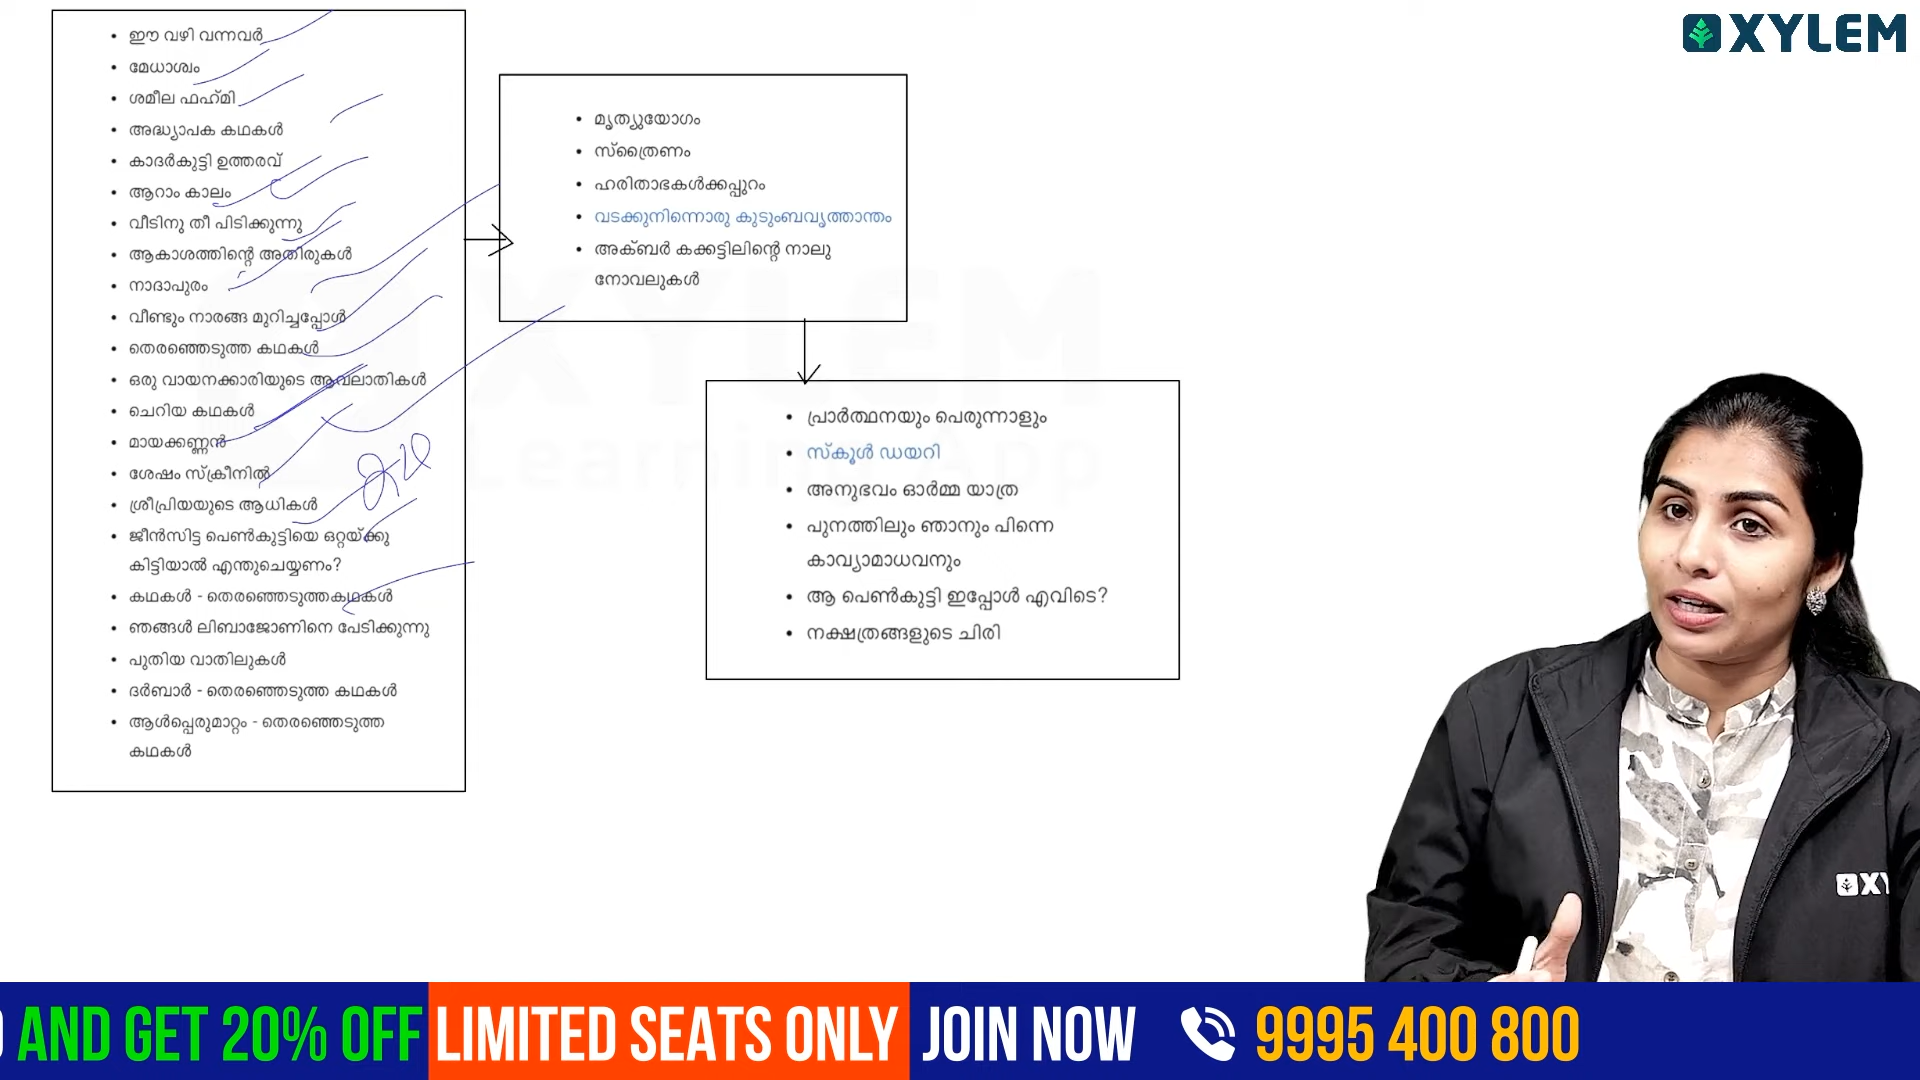 ഈ വഴി വന്നവർ
മേധാശ്വം
ശമീല ഫഹ്‌മി
അദ്ധ്യാപക കഥകൾ
കാദർകുട്ടി ഉത്തരവ്
ആറാം കാലം
വീടിനു തീ പിടിക്കുന്നു
ആകാശത്തിന്റെ അതിരുകൾ
നാദാപുരം
വീണ്ടും നാരങ്ങ മുറിച്ചപ്പോൾ
തെരഞ്ഞെടുത്ത കഥകൾ
ഒരു വായനക്കാരിയുടെ ആവലാതികൾ
ചെറിയ കഥകൾ
മായക്കണ്ണൻ
ശേഷം സ്ക്രീനിൽ
ശ്രീപ്രിയയുടെ ആധികൾ
ജീൻസിട്ട പെൺകുട്ടിയെ ഒറ്റയ്ക്കു
കിട്ടിയാൽ എന്തുചെയ്യണം?
കഥകൾ - തെരഞ്ഞെടുത്തകഥകൾ
ഞങ്ങൾ ലിബാജോണിനെ പേടിക്കുന്നു
പുതിയ വാതിലുകൾ
ദർബാർ - തെരഞ്ഞെടുത്ത കഥകൾ
ആൾപ്പെരുമാറ്റം - തെരഞ്ഞെടുത്ത
കഥകൾ
കഥ
മൃത്യുയോഗം
സ്ത്രൈണം
ഹരിതാഭകൾക്കപ്പുറം
വടക്കുനിന്നൊരു കുടുംബവൃത്താന്തം
അക്ബർ കക്കട്ടിലിന്റെ നാലു
നോവലുകൾ
പ്രാർത്ഥനയും പെരുന്നാളും
സ്കൂൾ ഡയറി
അനുഭവം ഓർമ്മ യാത്ര
പുനത്തിലും ഞാനും പിന്നെ
കാവ്യാമാധവനും
ആ പെൺകുട്ടി ഇപ്പോൾ എവിടെ?
നക്ഷത്രങ്ങളുടെ ചിരി
XYLEM
XYLEM
Learning App
AND GET 20% OFF LIMITED SEATS ONLY JOIN NOW 9995 400 800